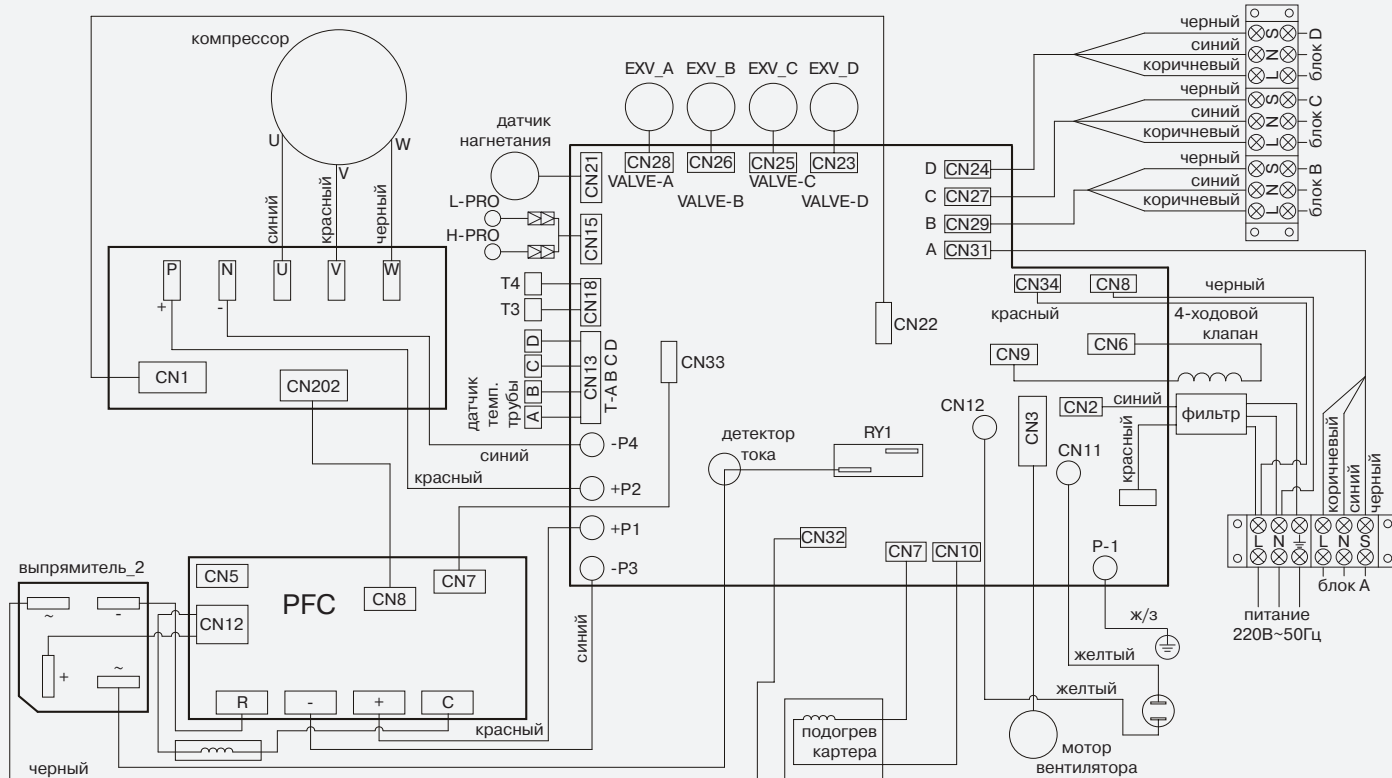 компрессор
U
V
W
синий
красный
черный
P
N
U
V
W
+
-
CN1
CN202
датчик
нагнетания
L-PRO
H-PRO
T4
T3
D
C
B
A
датчик
темп.
трубы
CN21
CN15
CN18
CN13
T-A B C D
EXV_A
EXV_B
EXV_C
EXV_D
CN28
CN26
CN25
CN23
VALVE-A
VALVE-B
VALVE-C
VALVE-D
D
CN24
C
CN27
B
CN29
A
CN31
черный
синий
коричневый
S
N
L
блок D
черный
синий
коричневый
S
N
L
блок C
черный
синий
коричневый
S
N
L
блок B
CN22
CN33
CN34
CN8
красный
черный
4-ходовой
клапан
CN9
CN6
CN2
синий
фильтр
красный
CN12
CN3
CN11
детектор
тока
RY1
-P4
синий
+P2
красный
+P1
-P3
CN32
CN7
CN10
P-1
ж/з
коричневый
синий
черный
L
N
L
N
S
блок A
питание
220В~50Гц
выпрямитель_2
~
-
+
~
CN5
CN12
PFC
CN8
CN7
R
-
+
C
синий
красный
черный
подогрев
картера
желтый
желтый
мотор
вентилятора